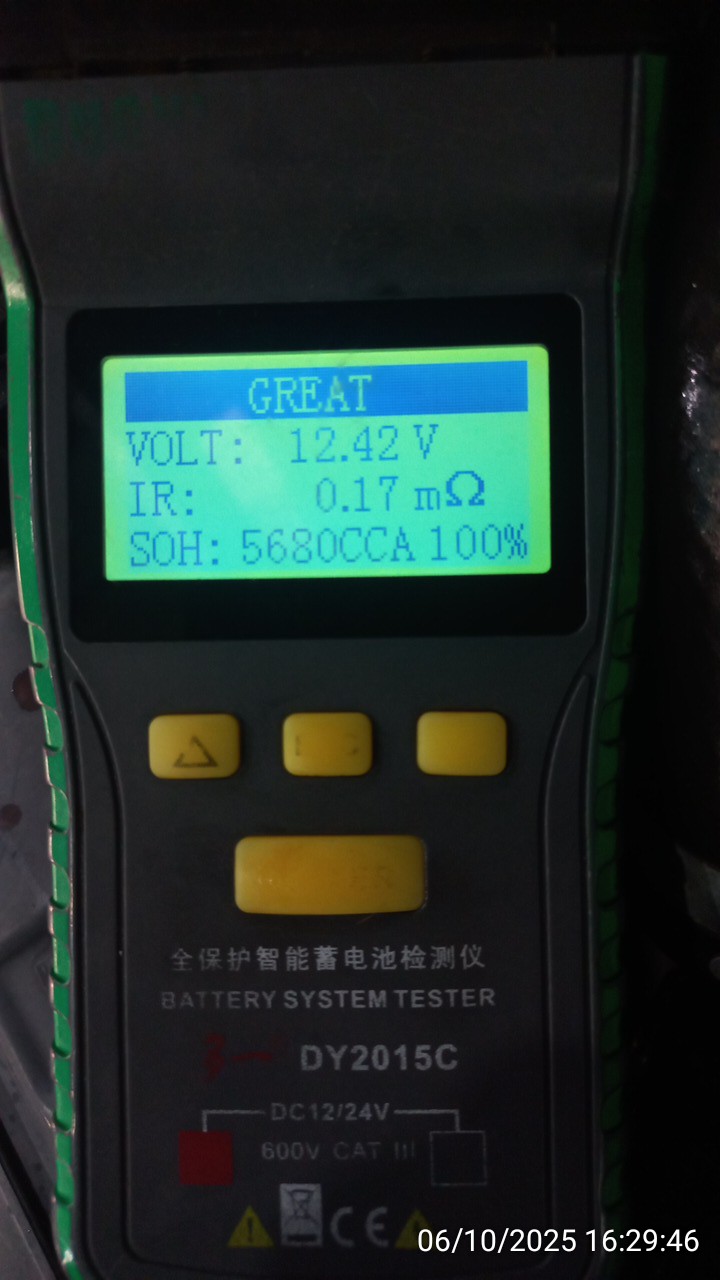 GREAT
VOLT: 12.42 V
IR: 0.17 mΩ
SOH: 5680CCA 100%
全保护智能蓄电池检测仪
BATTERY SYSTEM TESTER
DY2015C
DC12/24V
600V CAT III
CE
06/10/2025 16:29:46